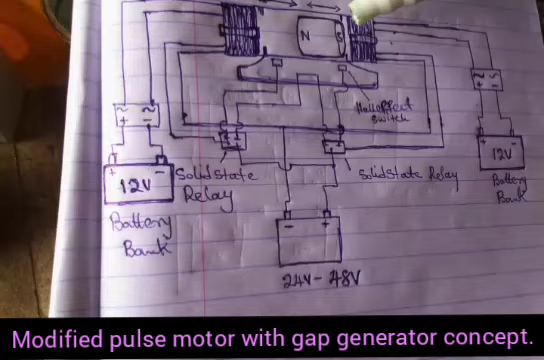 N S
Hall effect
switch
~ ~
+ -
~ ~
+ -
+ -
12V
Battery
Bank
Solid state
Relay
Solid state Relay
+ -
12V
Battery
Bank
- +
24V - 48V
Modified pulse motor with gap generator concept.